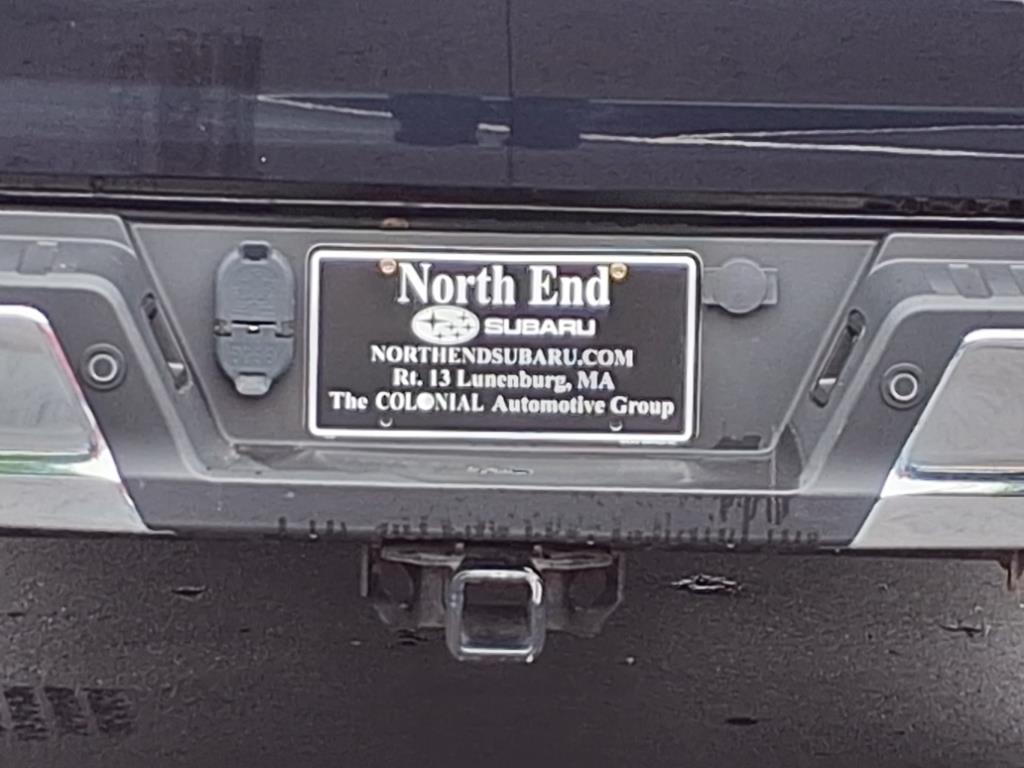 North End
SUBARU
NORTHENDSUBARU.COM
Rt. 13 Lunenburg, MA
The COLONIAL Automotive Group